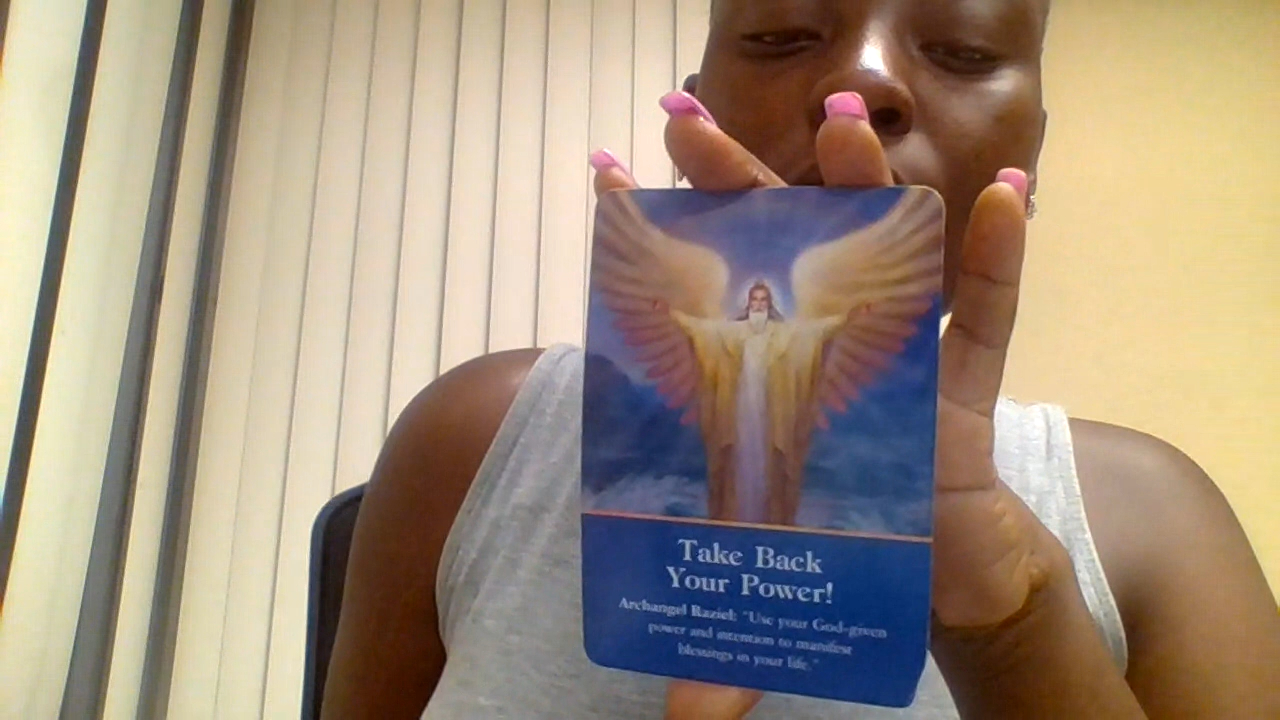 Take Back
Your Power!
Archangel Raziel: "Use your God-given
power and intention to manifest
blessings in your life."